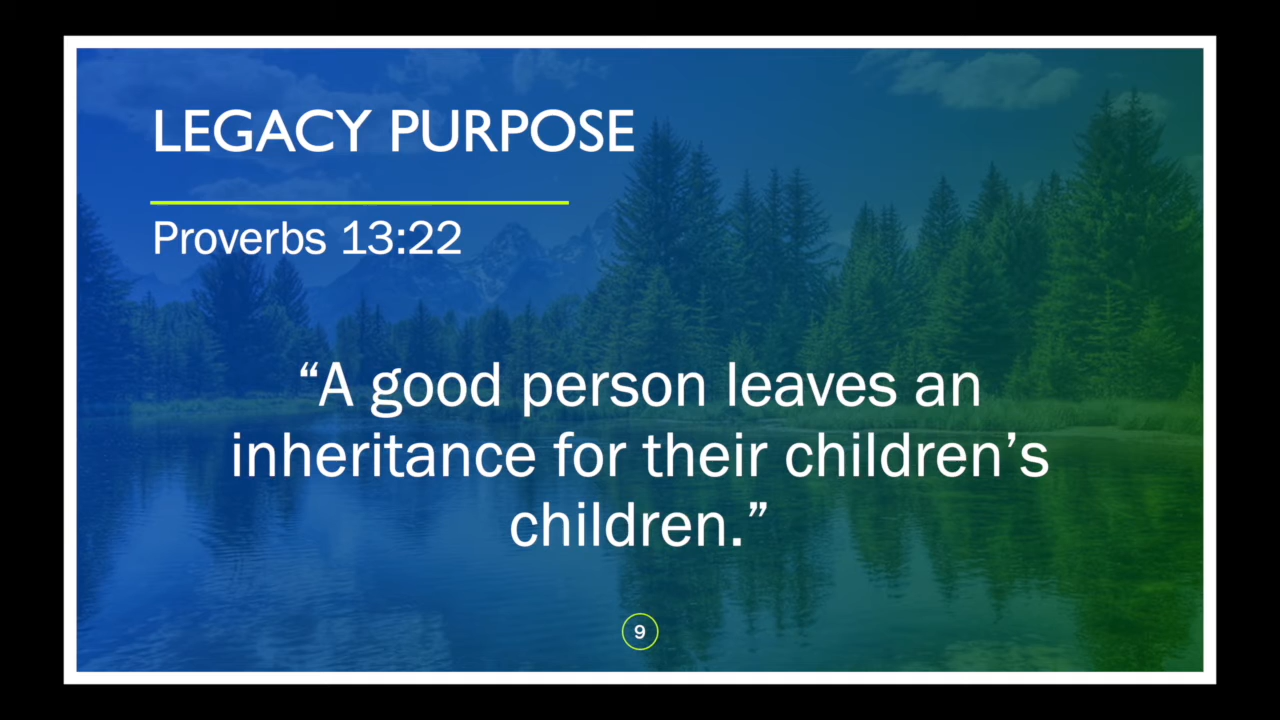 LEGACY PURPOSE
Proverbs 13:22
“A good person leaves an
inheritance for their children’s
children.”
9